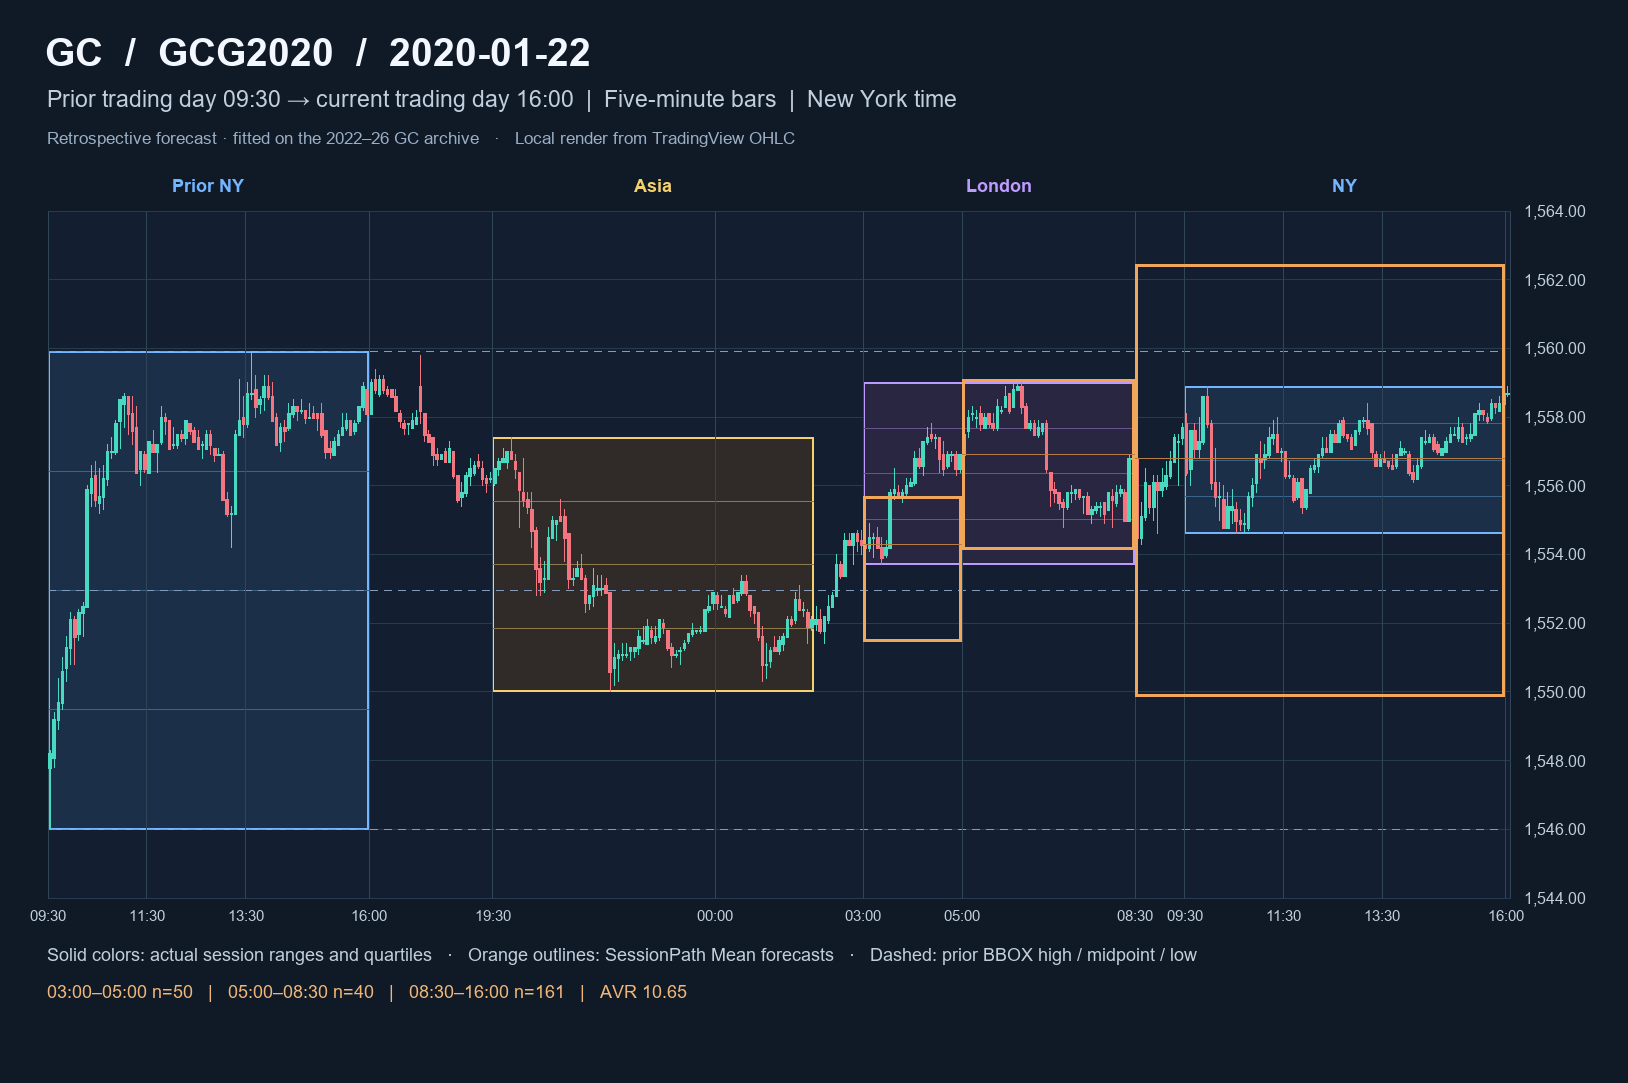 GC / GCG2020 / 2020-01-22
Prior trading day 09:30 → current trading day 16:00 | Five-minute bars | New York time
Retrospective forecast · fitted on the 2022–26 GC archive · Local render from TradingView OHLC
Prior NY Asia London NY
1,564.00
1,562.00
1,560.00
1,558.00
1,556.00
1,554.00
1,552.00
1,550.00
1,548.00
1,546.00
1,544.00
09:30 11:30 13:30 16:00 19:30 00:00 03:00 05:00 08:30 09:30 11:30 13:30 16:00
Solid colors: actual session ranges and quartiles · Orange outlines: SessionPath Mean forecasts · Dashed: prior BBOX high / midpoint / low
03:00–05:00 n=50 | 05:00–08:30 n=40 | 08:30–16:00 n=161 | AVR 10.65